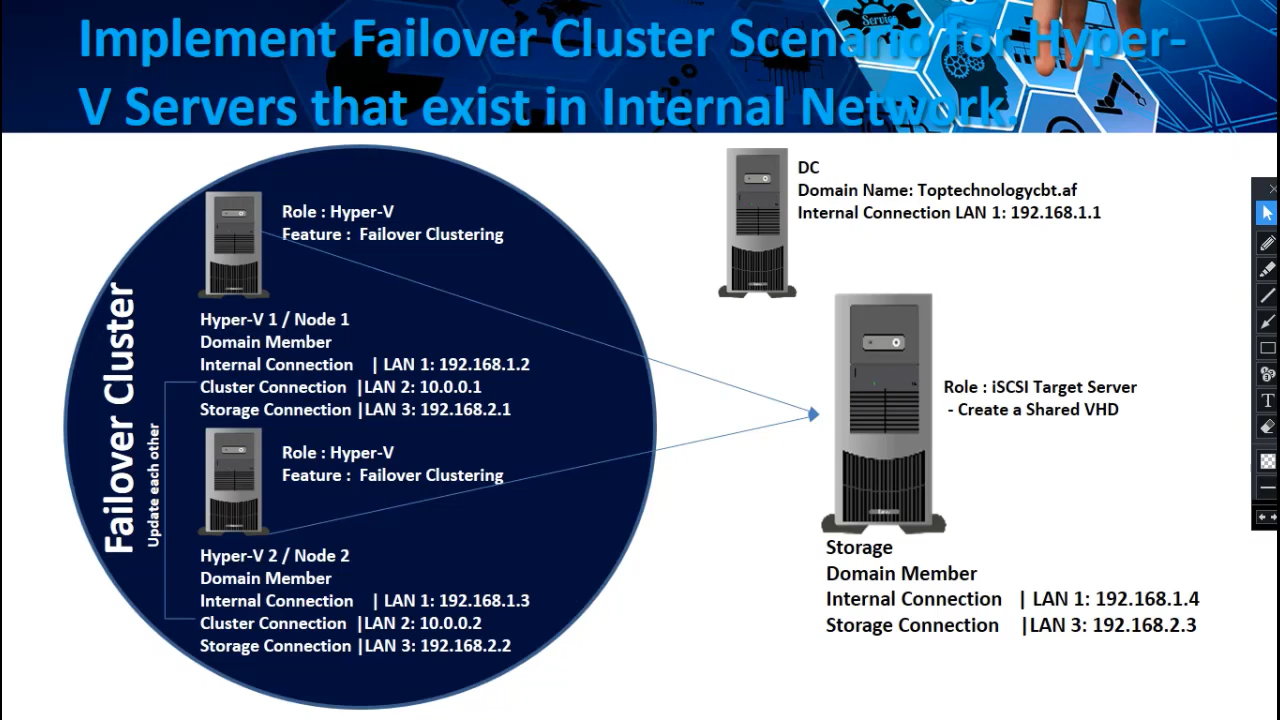 Implement Failover Cluster Scenario for Hyper-
V Servers that exist in Internal Network.
Service
Failover Cluster
Update each other
Role : Hyper-V
Feature :  Failover Clustering
Hyper-V 1 / Node 1
Domain Member
Internal Connection    | LAN 1: 192.168.1.2
Cluster Connection  |LAN 2: 10.0.0.1
Storage Connection |LAN 3: 192.168.2.1
Role : Hyper-V
Feature :  Failover Clustering
Hyper-V 2 / Node 2
Domain Member
Internal Connection    | LAN 1: 192.168.1.3
Cluster Connection  |LAN 2: 10.0.0.2
Storage Connection |LAN 3: 192.168.2.2
DC
Domain Name: Toptechnologycbt.af
Internal Connection LAN 1: 192.168.1.1
Role : iSCSI Target Server
- Create a Shared VHD
Storage
Domain Member
Internal Connection   | LAN 1: 192.168.1.4
Storage Connection    |LAN 3: 192.168.2.3
T